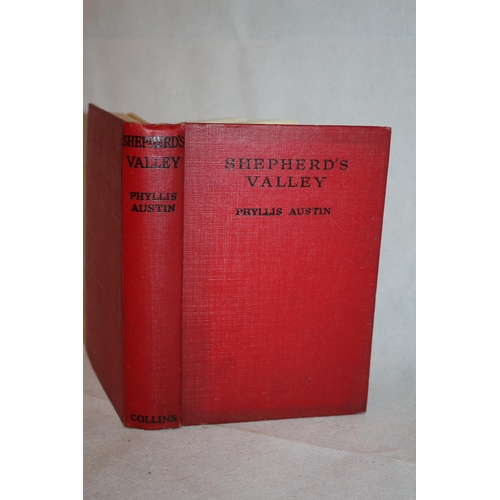 SHEPHERD'S
VALLEY
PHYLLIS
AUSTIN
COLLINS
SHEPHERD'S
VALLEY
PHYLLIS AUSTIN